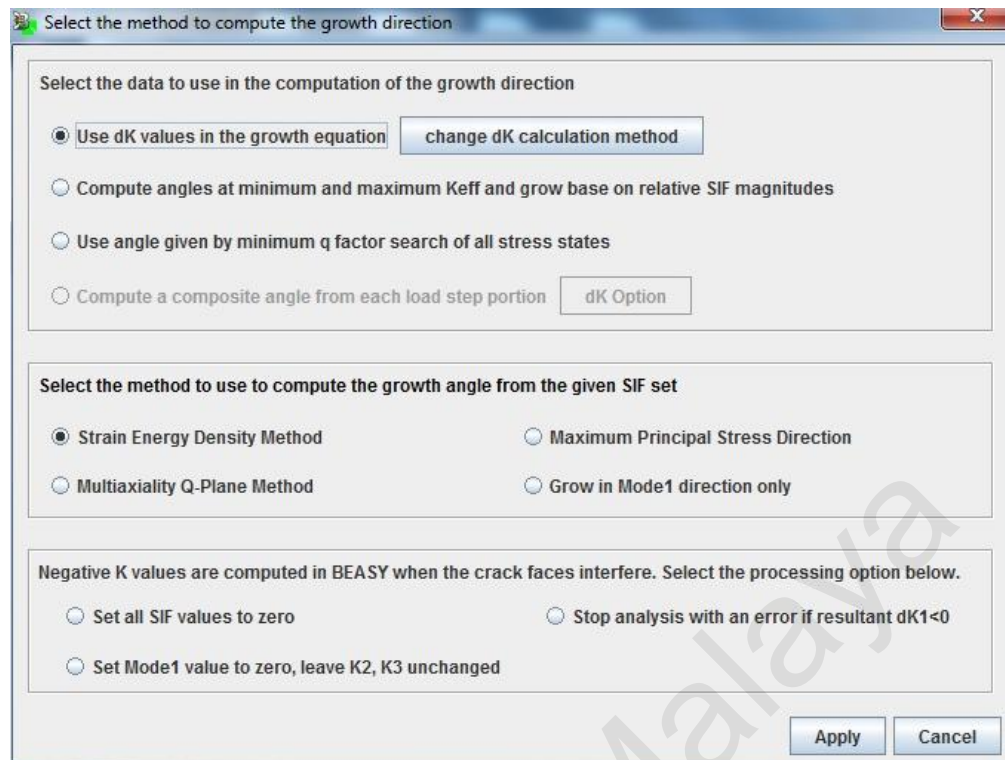 Select the method to compute the growth direction
Select the data to use in the computation of the growth direction
Use dK values in the growth equation change dK calculation method
Compute angles at minimum and maximum Keff and grow base on relative SIF magnitudes
Use angle given by minimum q factor search of all stress states
Compute a composite angle from each load step portion dK Option
Select the method to use to compute the growth angle from the given SIF set
Strain Energy Density Method Maximum Principal Stress Direction
Multiaxiality Q-Plane Method Grow in Mode1 direction only
Negative K values are computed in BEASY when the crack faces interfere. Select the processing option below.
Set all SIF values to zero Stop analysis with an error if resultant dK1<0
Set Mode1 value to zero, leave K2, K3 unchanged
Apply Cancel
Malaya